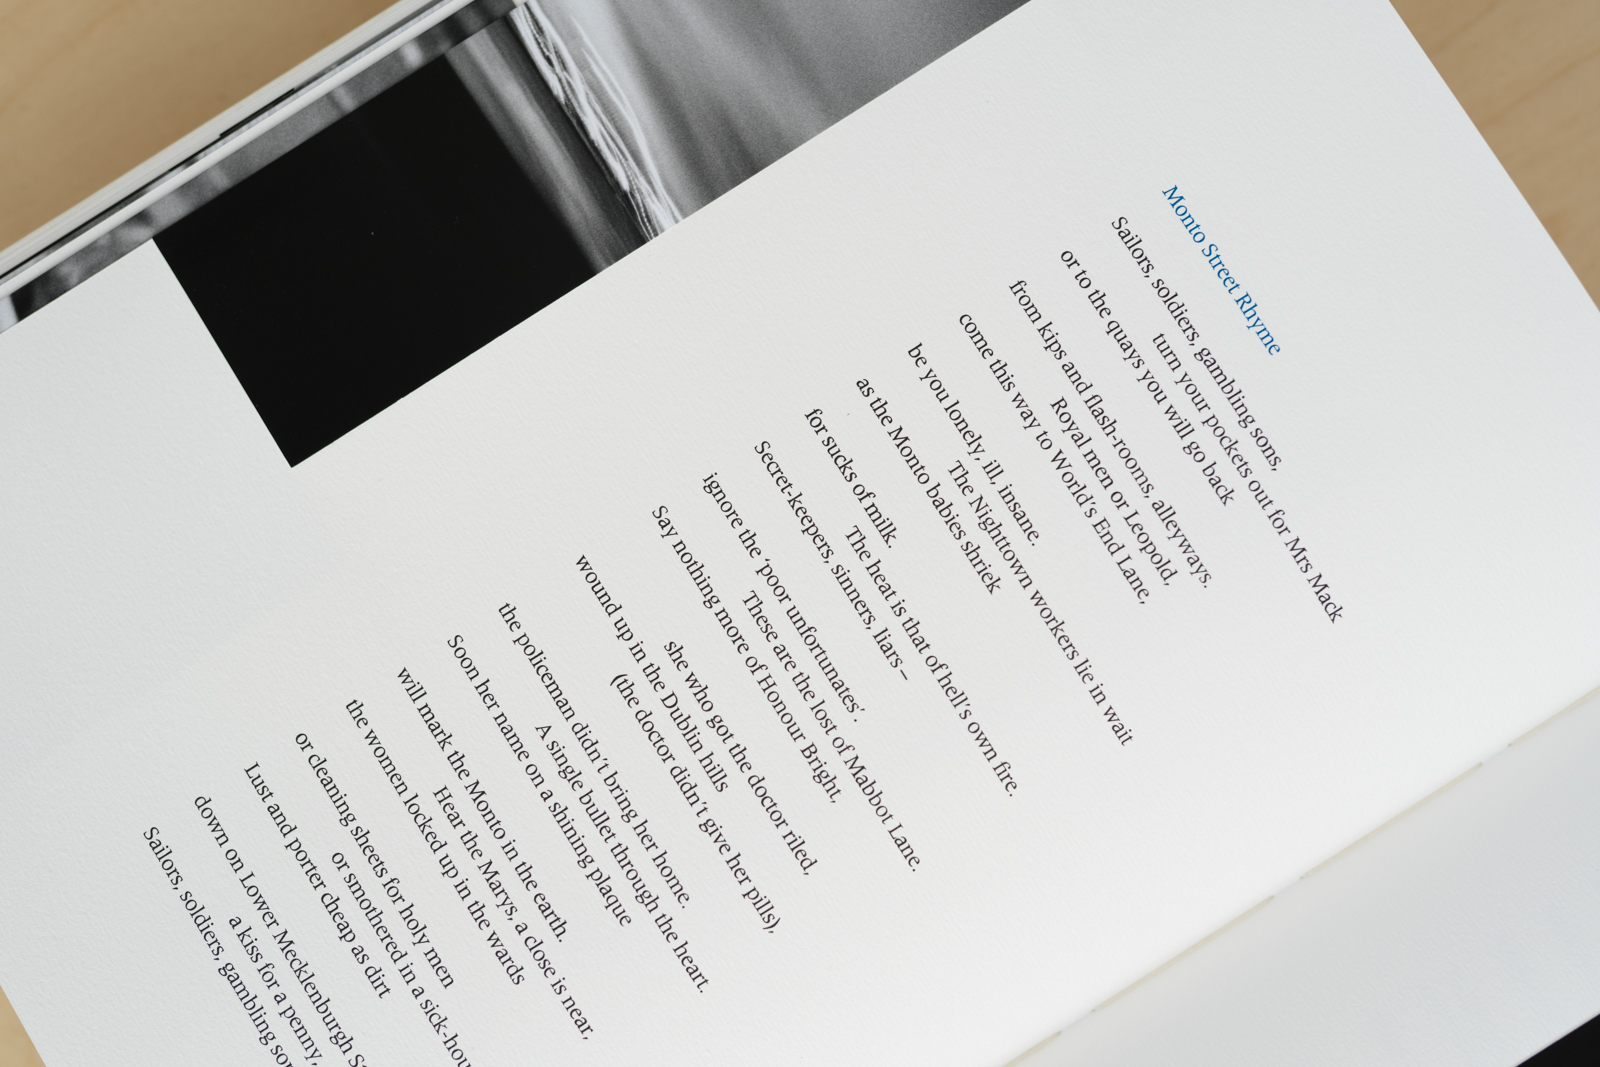 Monto Street Rhyme
Sailors, soldiers, gambling sons,
turn your pockets out for Mrs Mack
or to the quays you will go back
from kips and flash-rooms, alleyways.
Royal men or Leopold,
come this way to World's End Lane,
be you lonely, ill, insane.
The Nighttown workers lie in wait
as the Monto babies shriek
for sucks of milk.
The heat is that of hell's own fire.
Secret-keepers, sinners, liars–
ignore the 'poor unfortunates'.
These are the lost of Mabbot Lane.
Say nothing more of Honour Bright,
she who got the doctor riled,
wound up in the Dublin hills
(the doctor didn't give her pills),
the policeman didn't bring her home.
A single bullet through the heart.
Soon her name on a shining plaque
will mark the Monto in the earth.
Hear the Marys, a close is near,
the women locked up in the wards
or cleaning sheets for holy men
or smothered in a sick-hou
Lust and porter cheap as dirt
down on Lower Mecklenburgh S
a kiss for a penny,
Sailors, soldiers, gambling so